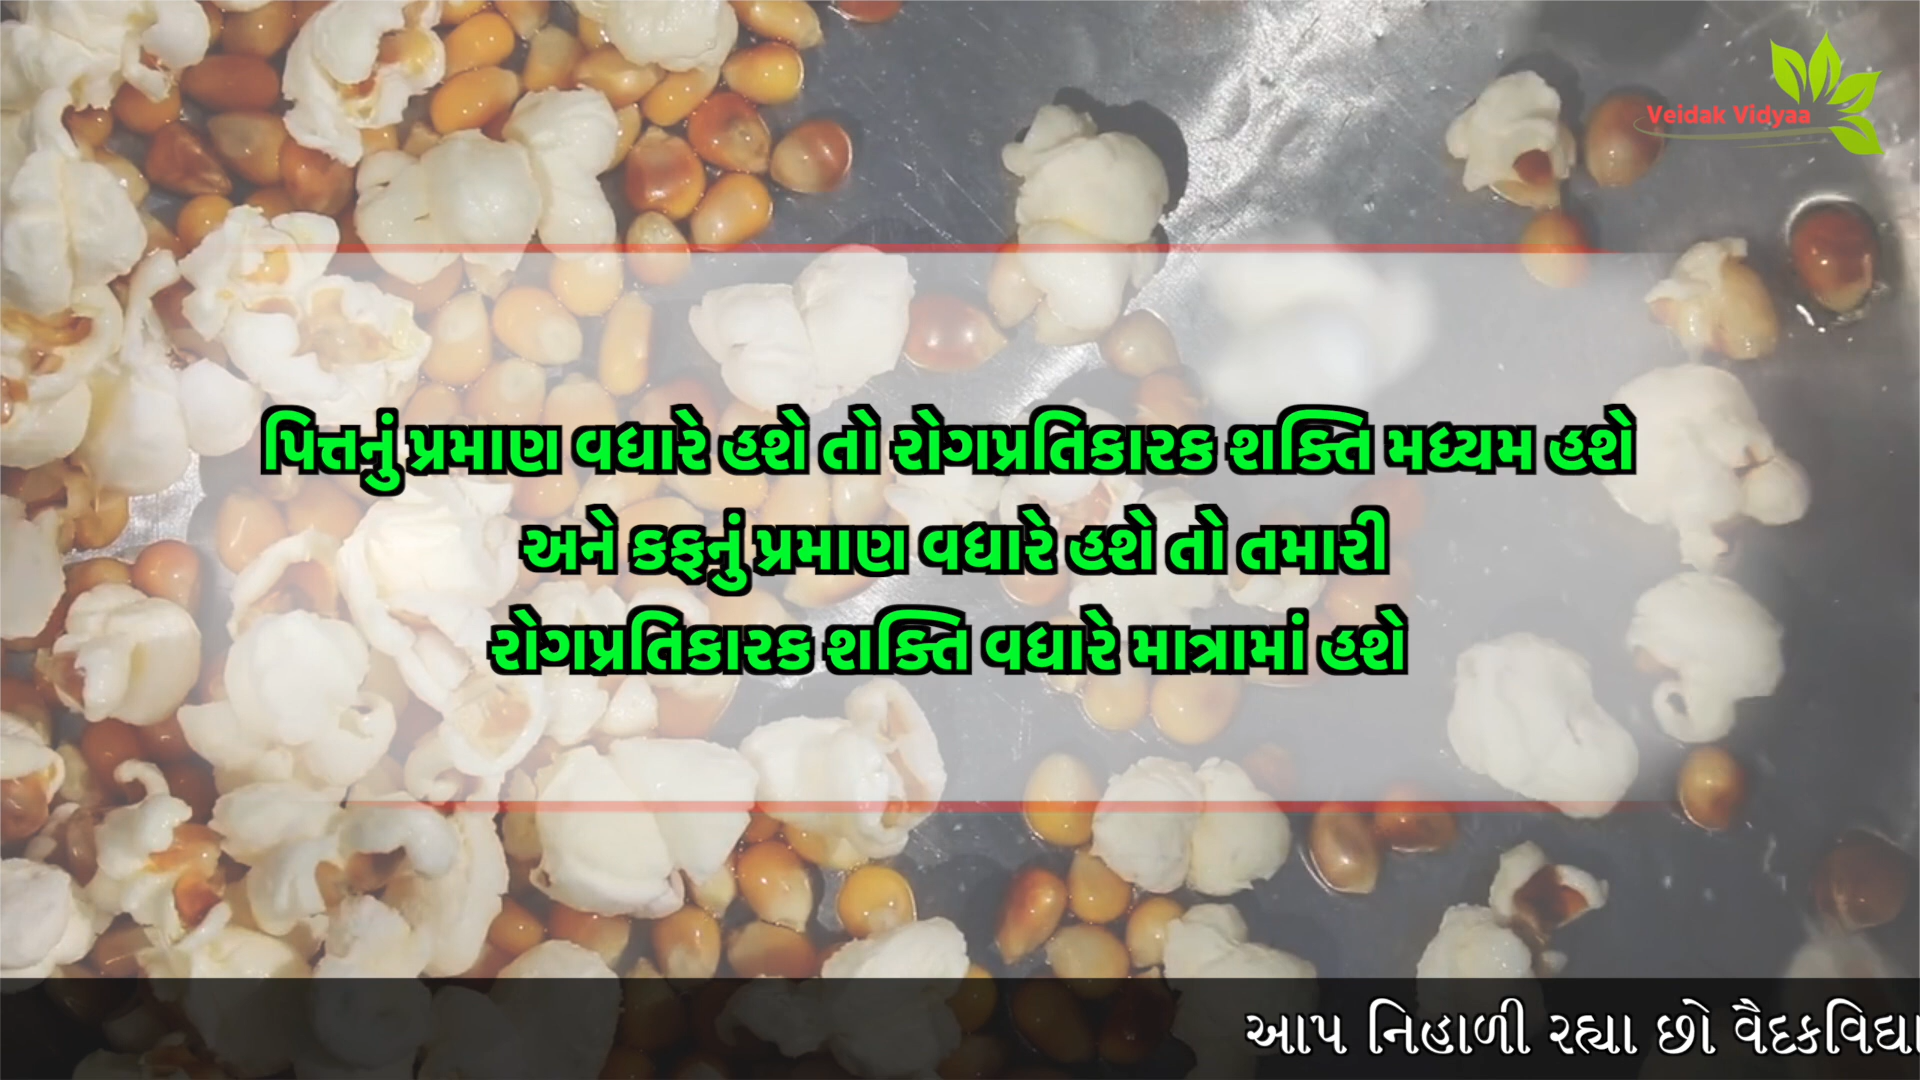 Veidak Vidyaa
પિત્તનું પ્રમાણ વધારે હશે તો રોગપ્રતિકારક શક્તિ મધ્યમ હશે
અને કફનું પ્રમાણ વધારે હશે તો તમારી
રોગપ્રતિકારક શક્તિ વધારે માત્રામાં હશે
આપ નિહાળી રહ્યા છો વૈદકવિદ્યા